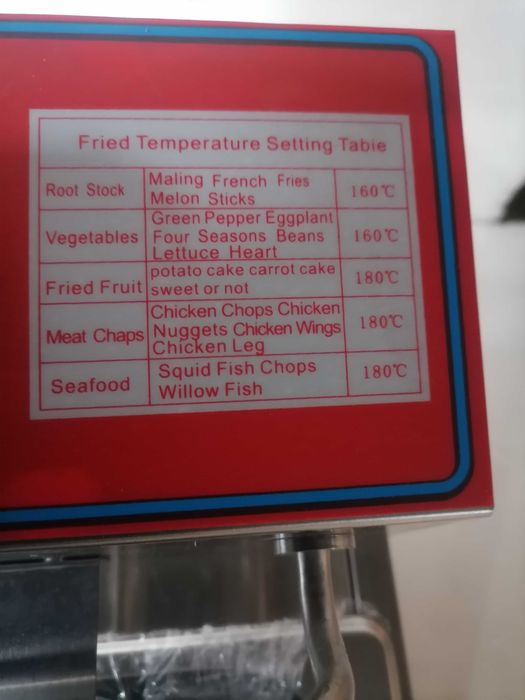 Fried Temperature Setting Tabie
Root Stock
Maling French Fries
Melon Sticks
160℃
Vegetables
Green Pepper Eggplant
Four Seasons Beans
Lettuce Heart
160℃
Fried Fruit
potato cake carrot cake
sweet or not
180℃
Meat Chaps
Chicken Chops Chicken
Nuggets Chicken Wings
Chicken Leg
180℃
Seafood
Squid Fish Chops
Willow Fish
180℃